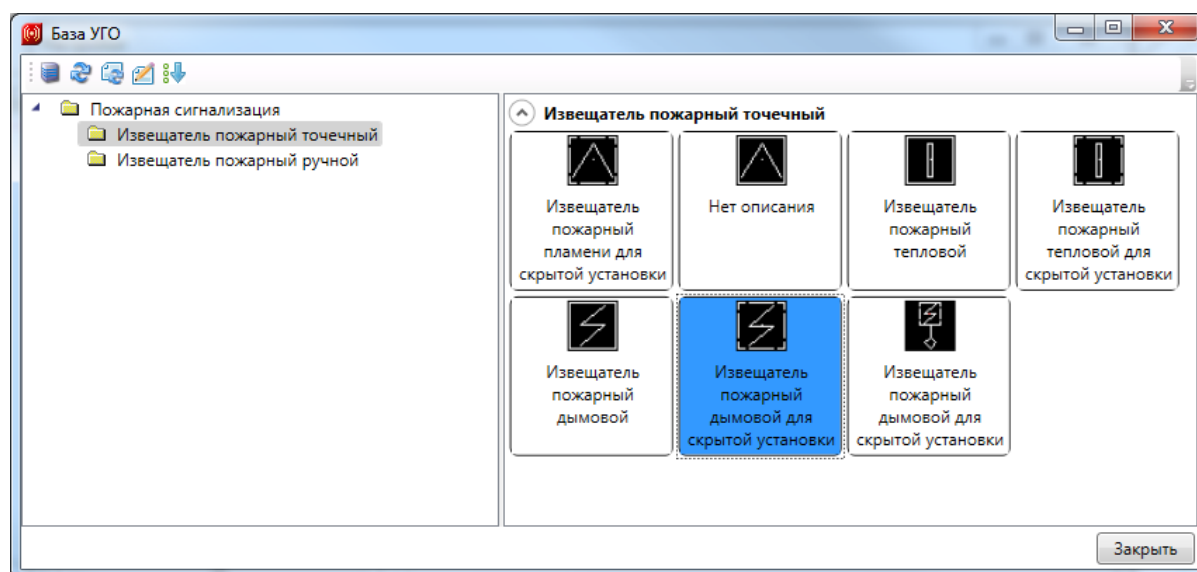 База УГО
Пожарная сигнализация
Извещатель пожарный точечный
Извещатель пожарный ручной
Извещатель пожарный точечный
Извещатель
пожарный
пламени для
скрытой установки
Нет описания
Извещатель
пожарный
тепловой
Извещатель
пожарный
тепловой для
скрытой установки
Извещатель
пожарный
дымовой
Извещатель
пожарный
дымовой для
скрытой установки
Извещатель
пожарный
дымовой для
скрытой установки
Закрыть